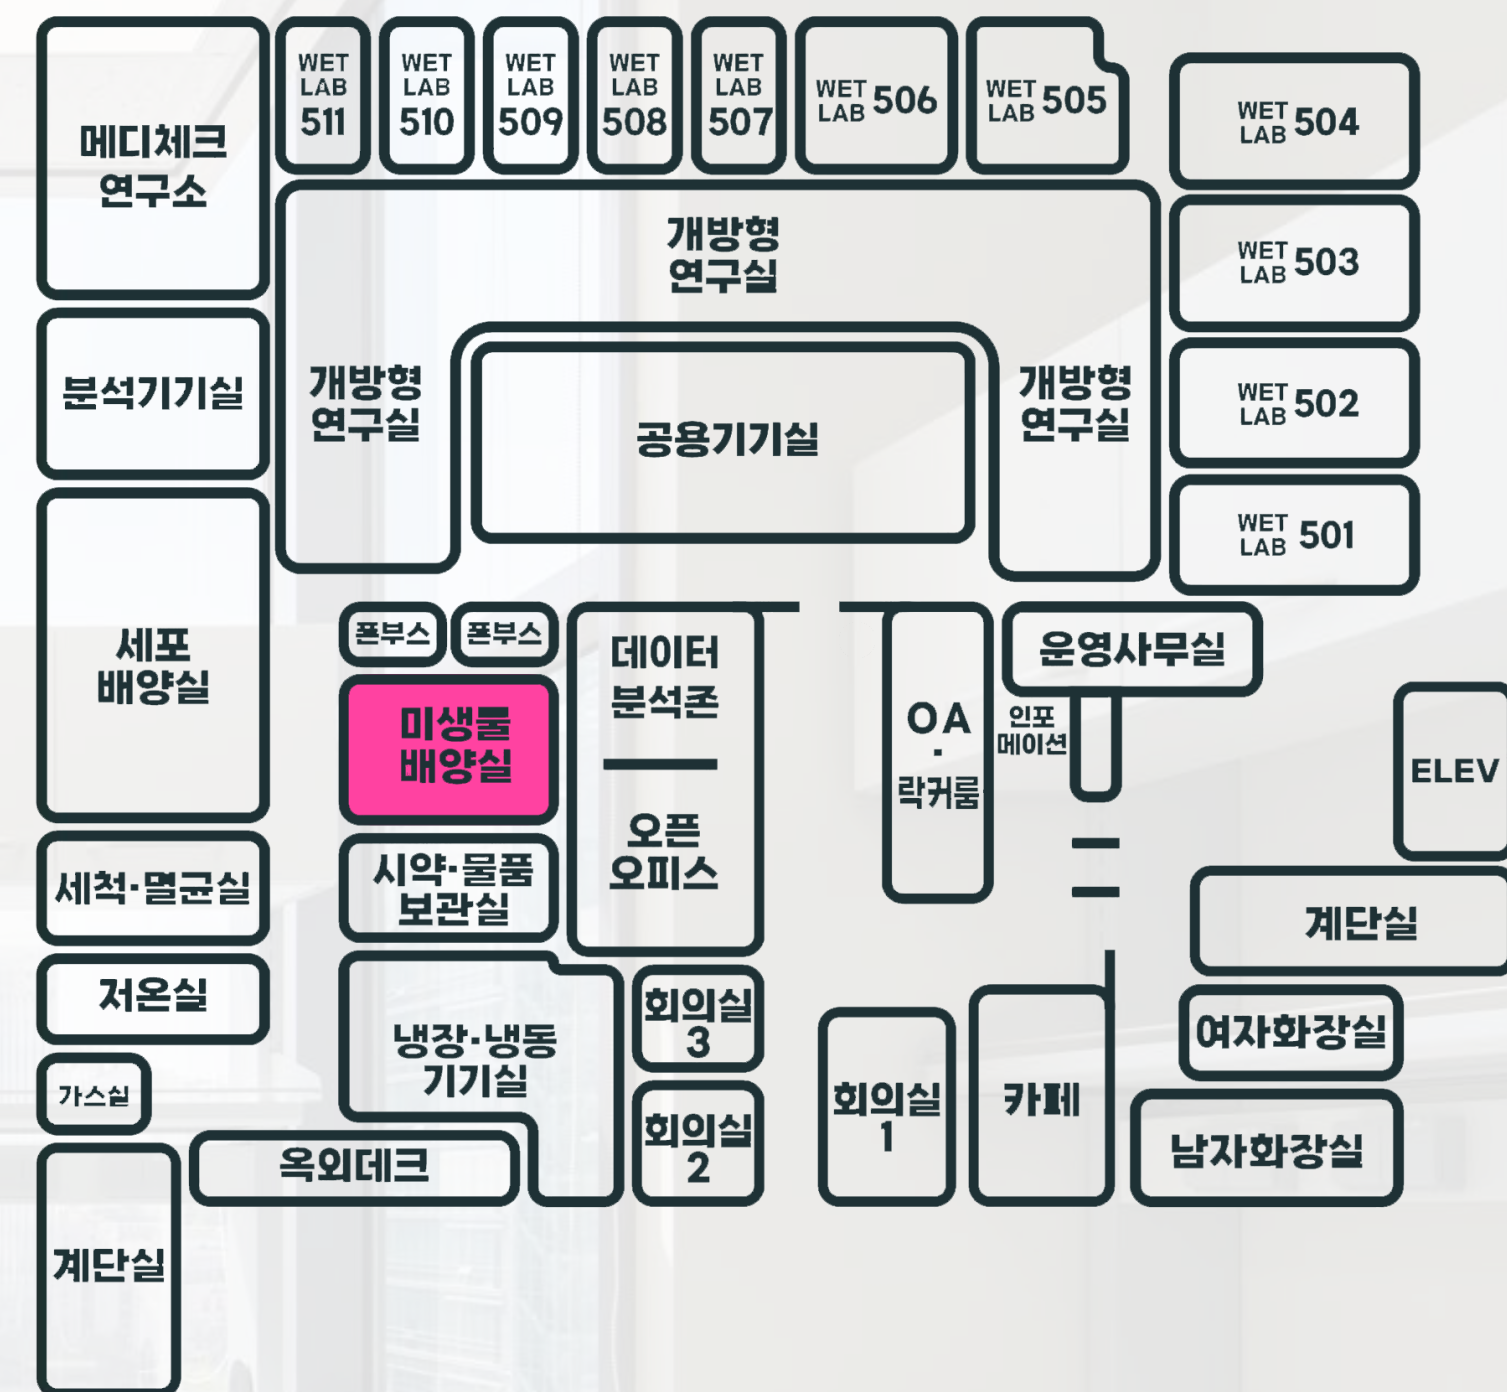 메디체크
연구소
WET
LAB
511
WET
LAB
510
WET
LAB
509
WET
LAB
508
WET
LAB
507
WET
LAB 506
WET
LAB 505
WET
LAB 504
WET
LAB 503
WET
LAB 502
WET
LAB 501
개방형
연구실
개방형
연구실
개방형
연구실
공용기기실
분석기기실
세포
배양실
폰부스
폰부스
미생물
배양실
데이터
분석존
오픈
오피스
OA
·
락커룸
운영사무실
인포
메이션
ELEV
세척·멸균실
시약·물품
보관실
계단실
저온실
냉장·냉동
기기실
회의실
3
회의실
2
회의실
1
카페
여자화장실
남자화장실
가스실
옥외데크
계단실